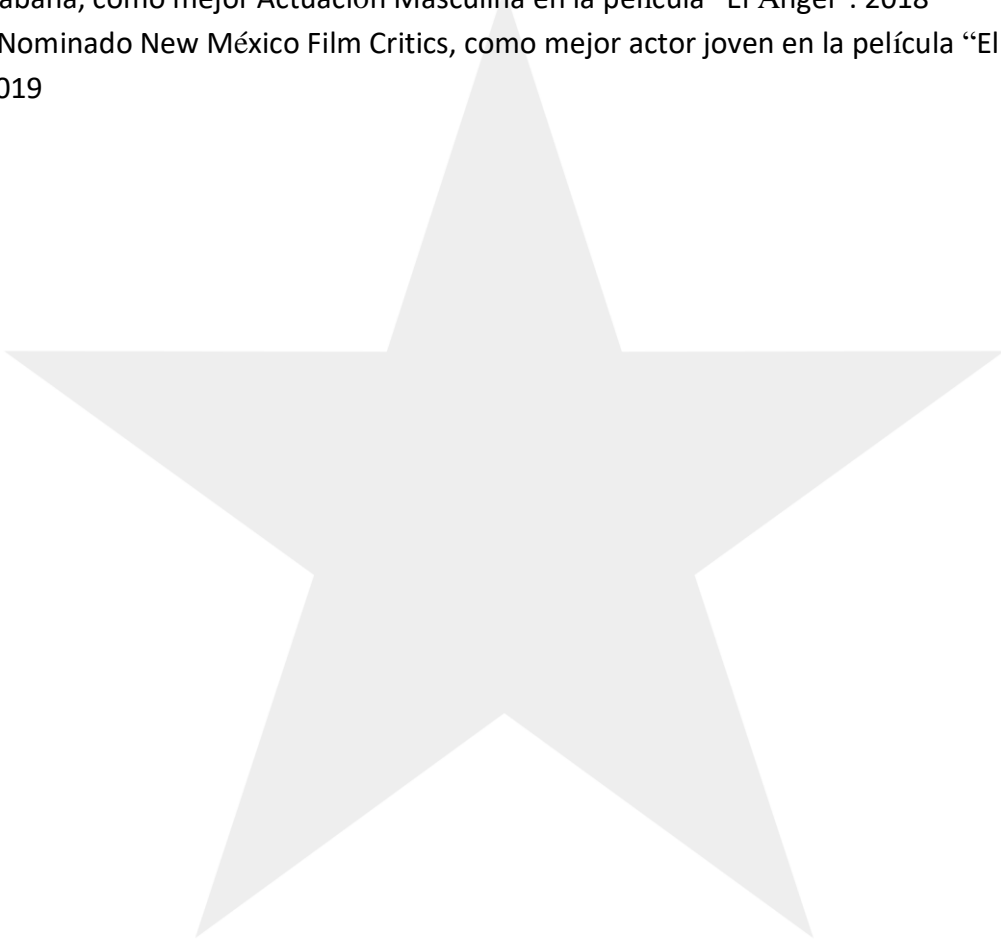 abana, como mejor Actuación Masculina en la película “El Ángel”. 2018
Nominado New México Film Critics, como mejor actor joven en la película “El
019